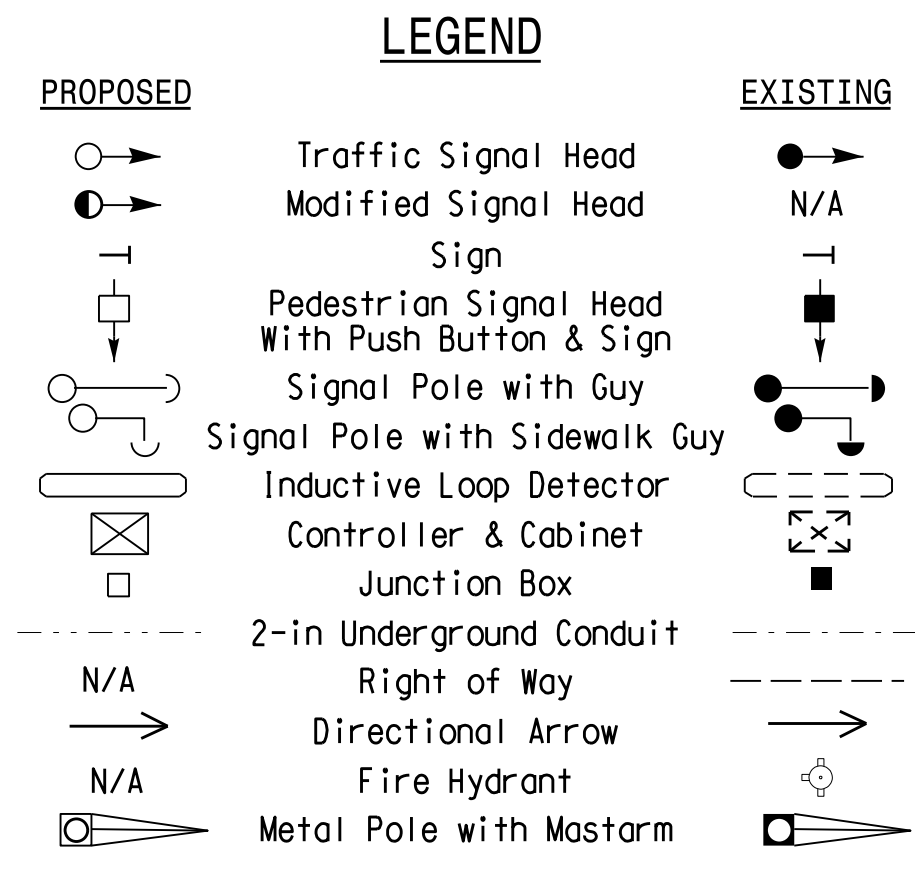 LEGEND
PROPOSED EXISTING
Traffic Signal Head
Modified Signal Head N/A
Sign
Pedestrian Signal Head
With Push Button & Sign
Signal Pole with Guy
Signal Pole with Sidewalk Guy
Inductive Loop Detector
Controller & Cabinet
Junction Box
2-in Underground Conduit
N/A Right of Way
Directional Arrow
N/A Fire Hydrant
Metal Pole with Mastarm